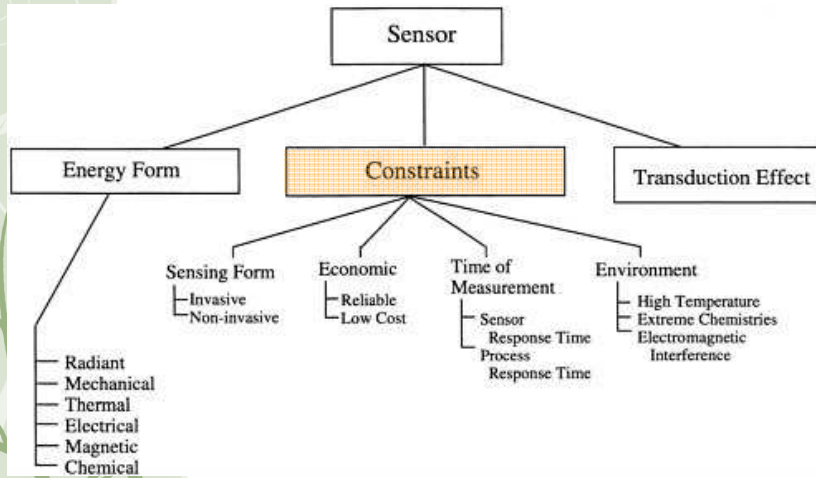 Sensor
Energy Form
Constraints
Transduction Effect
Sensing Form
Invasive
Non-invasive
Economic
Reliable
Low Cost
Time of
Measurement
Sensor
Response Time
Process
Response Time
Environment
High Temperature
Extreme Chemistries
Electromagnetic
Interference
Radiant
Mechanical
Thermal
Electrical
Magnetic
Chemical